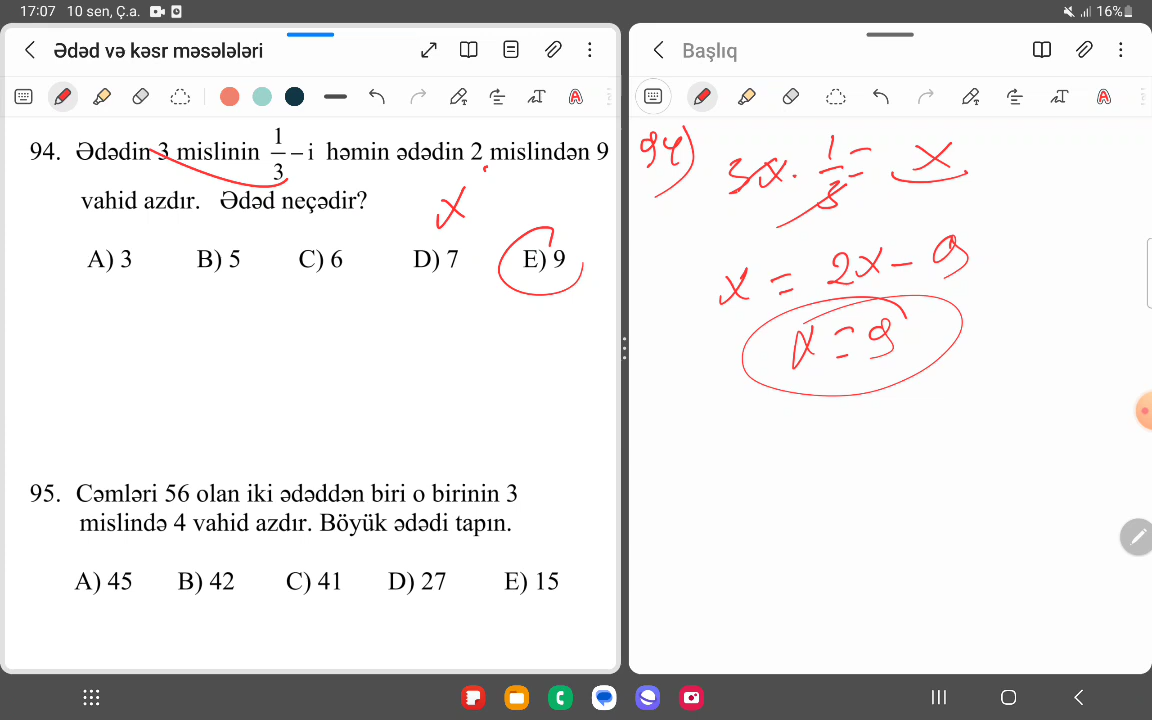 17:07 10 sen, Ç.a. 16%
Ədəd və kəsr məsələləri
94. Ədədin 3 mislinin 1/3 – i həmin ədədin 2 mislindən 9
vahid azdır. Ədəd neçədir?
x
A) 3 B) 5 C) 6 D) 7 E) 9
95. Cəmləri 56 olan iki ədəddən biri o birinin 3
mislində 4 vahid azdır. Böyük ədədi tapın.
A) 45 B) 42 C) 41 D) 27 E) 15
Başlıq
94) 3x · 1/3 = x
x = 2x – 9
x = 9